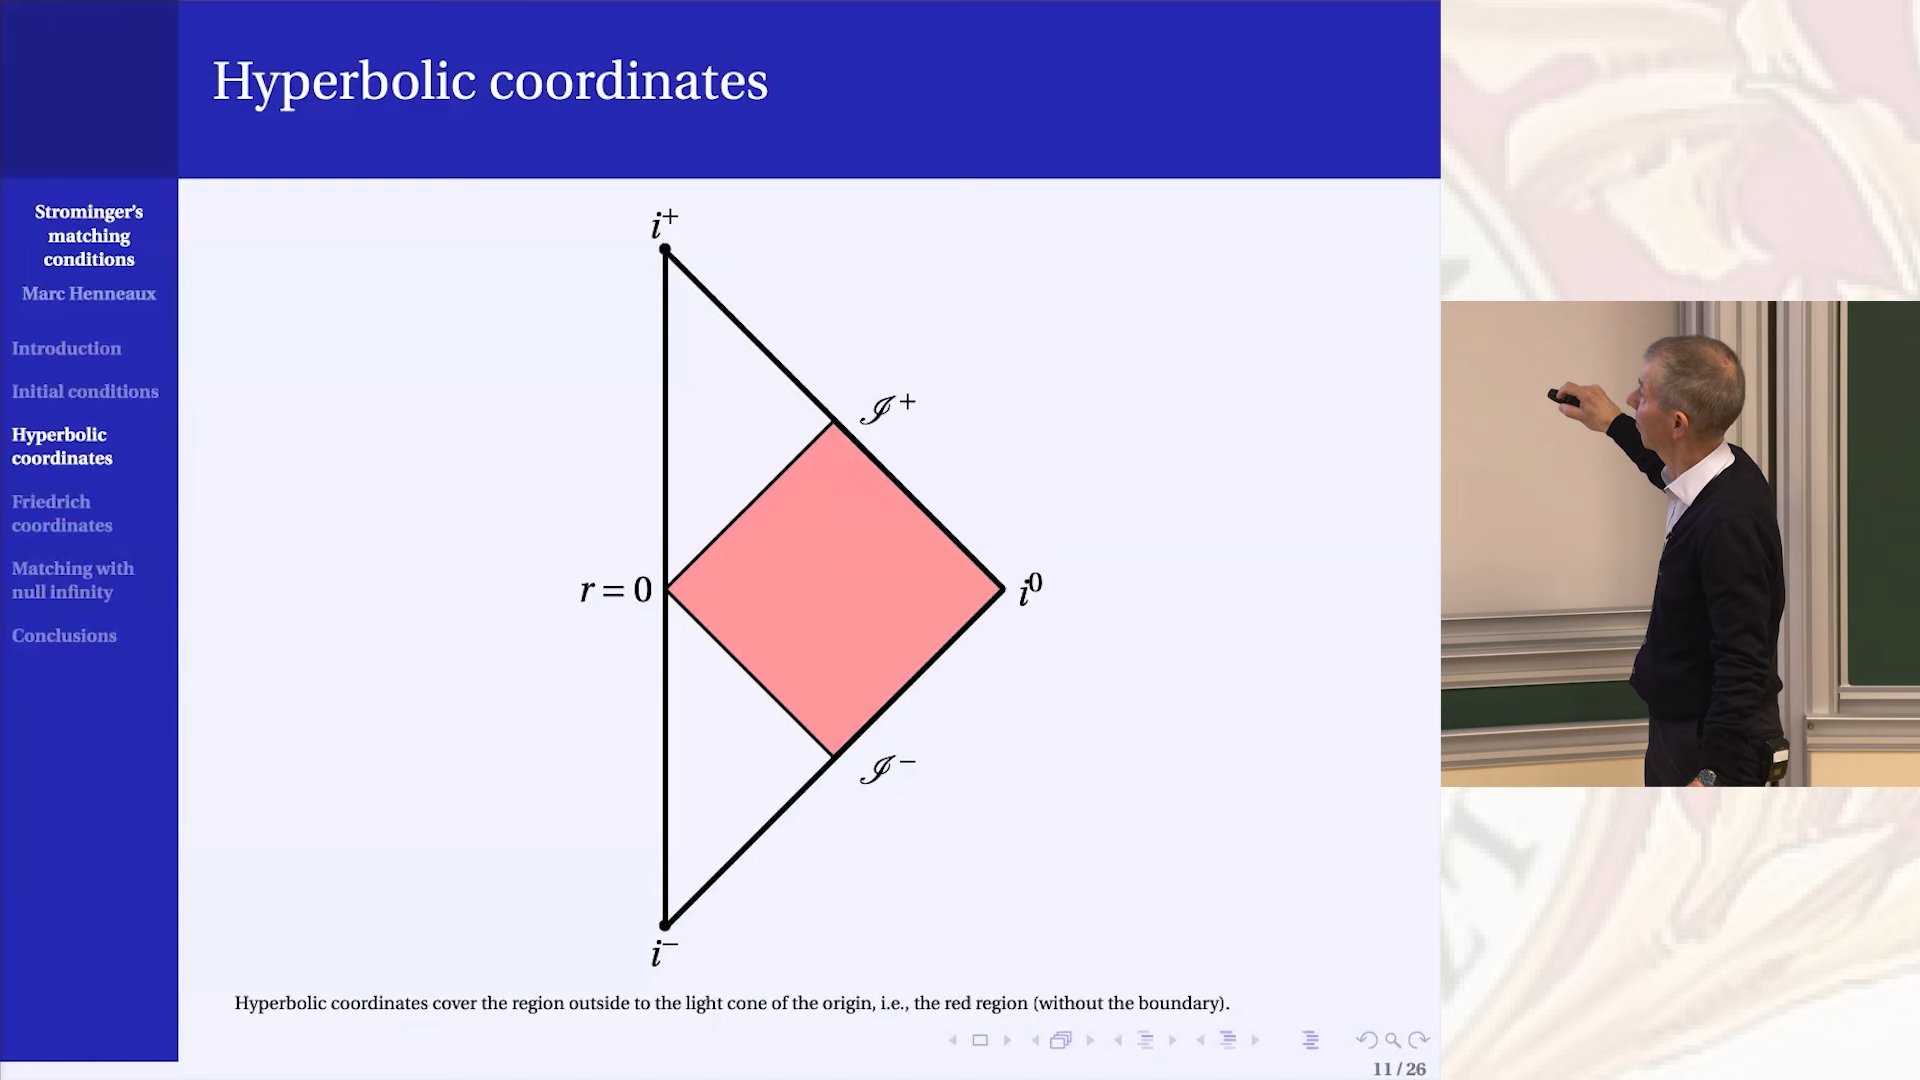 Hyperbolic coordinates
Strominger's
matching
conditions
Marc Henneaux
Introduction
Initial conditions
Hyperbolic
coordinates
Friedrich
coordinates
Matching with
null infinity
Conclusions
i⁺
ℐ⁺
r = 0
i⁰
ℐ⁻
i⁻
Hyperbolic coordinates cover the region outside to the light cone of the origin, i.e., the red region (without the boundary).
11 / 26